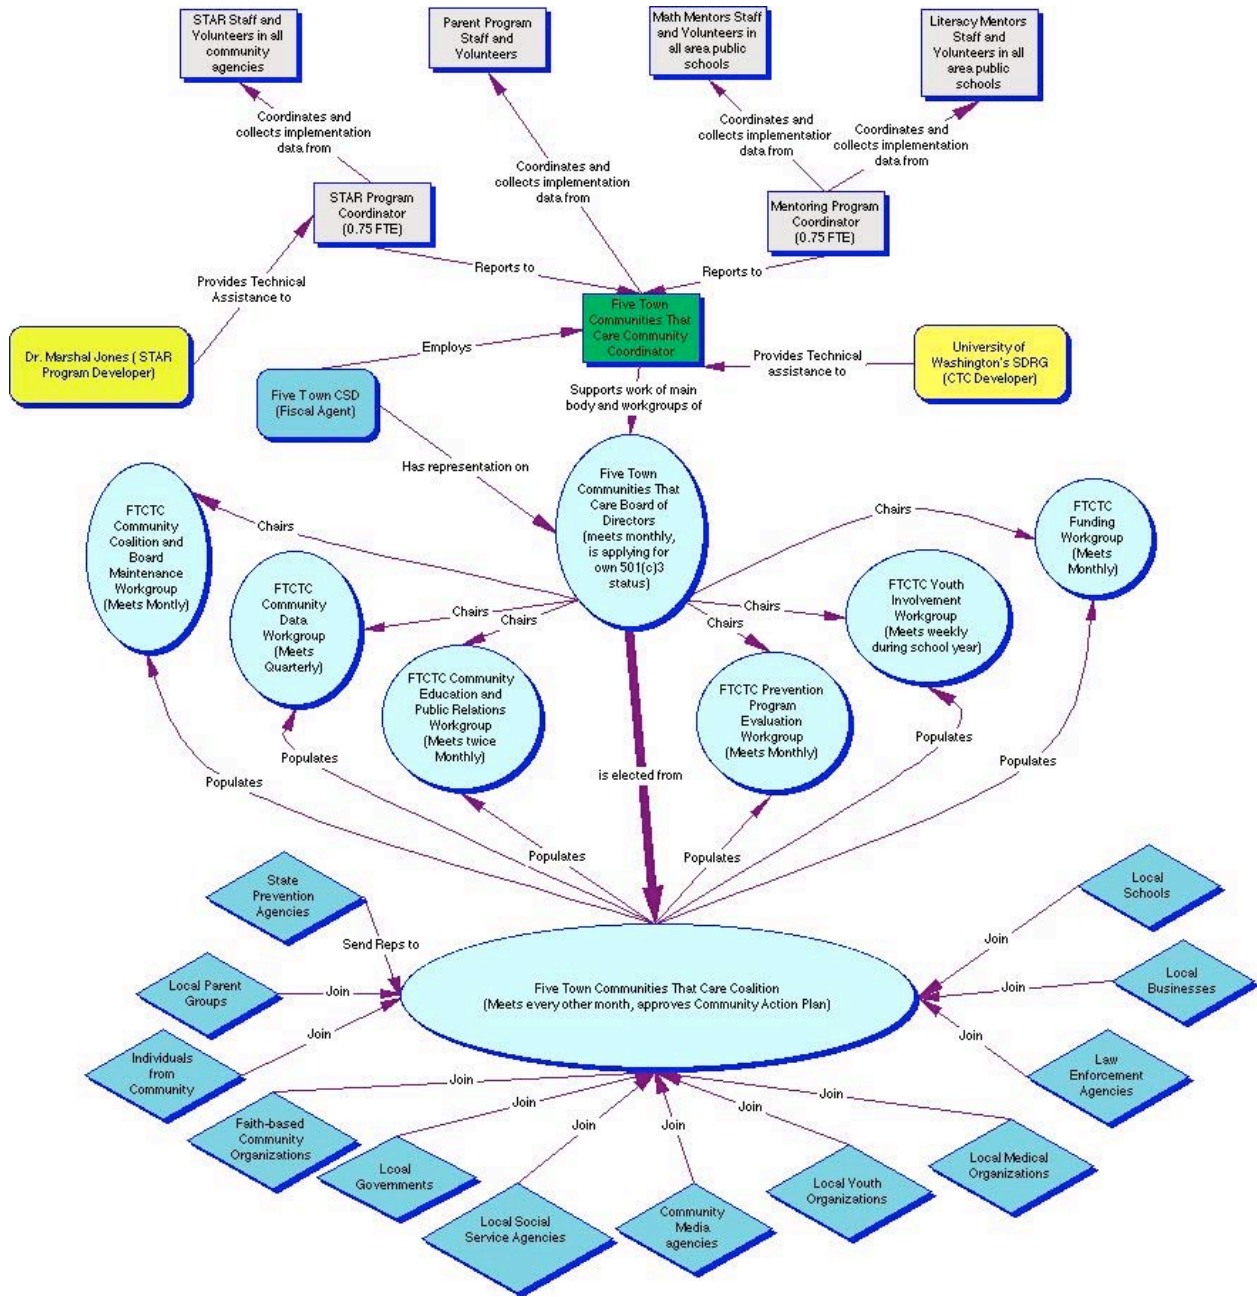 STAR Staff and
Volunteers in all
community
agencies
Parent Program
Staff and
Volunteers
Math Mentors Staff
and Volunteers in
all area public
schools
Literacy Mentors
Staff and
Volunteers in all
area public
schools
Coordinates and
collects implementation
data from
Coordinates and
collects implementation
data from
Coordinates and
collects implementation
data from
Coordinates and
collects implementation
data from
STAR Program
Coordinator
(0.75 FTE)
Mentoring Program
Coordinator
(0.75 FTE)
Reports to
Reports to
Provides Technical
Assistance to
Five Town
Communities That
Care Community
Coordinator
Dr. Marshal Jones ( STAR
Program Developer)
Employs
Provides Technical
assistance to
University of
Washington's SDRG
(CTC Developer)
Five Town CSD
(Fiscal Agent)
Supports work of main
body and workgroups of
Has representation on
Five Town
Communities That
Care Board of
Directors
(meets monthly,
is applying for
own 501(c)3
status)
FTCTC
Community
Coalition and
Board
Maintenance
Workgroup
(Meets Montly)
Chairs
Chairs
FTCTC
Funding
Workgroup
(Meets
Monthly)
FTCTC
Community
Data
Workgroup
(Meets
Quarterly)
Chairs
Chairs
Chairs
Chairs
FTCTC Youth
Involvement
Workgroup
(Meets weekly
during school year)
FTCTC Community
Education and
Public Relations
Workgroup
(Meets twice
Monthly)
FTCTC Prevention
Program
Evaluation
Workgroup
(Meets Monthly)
Populates
Populates
is elected from
Populates
Populates
Populates
Populates
State
Prevention
Agencies
Local
Schools
Send Reps to
Join
Local Parent
Groups
Join
Five Town Communities That Care Coalition
(Meets every other month, approves Community Action Plan)
Join
Local
Businesses
Individuals
from
Community
Join
Join
Law
Enforcement
Agencies
Join
Join
Join
Join
Join
Join
Faith-based
Community
Organizations
Lcoal
Governments
Local Social
Service Agencies
Community
Media
agencies
Local Youth
Organizations
Local Medical
Organizations